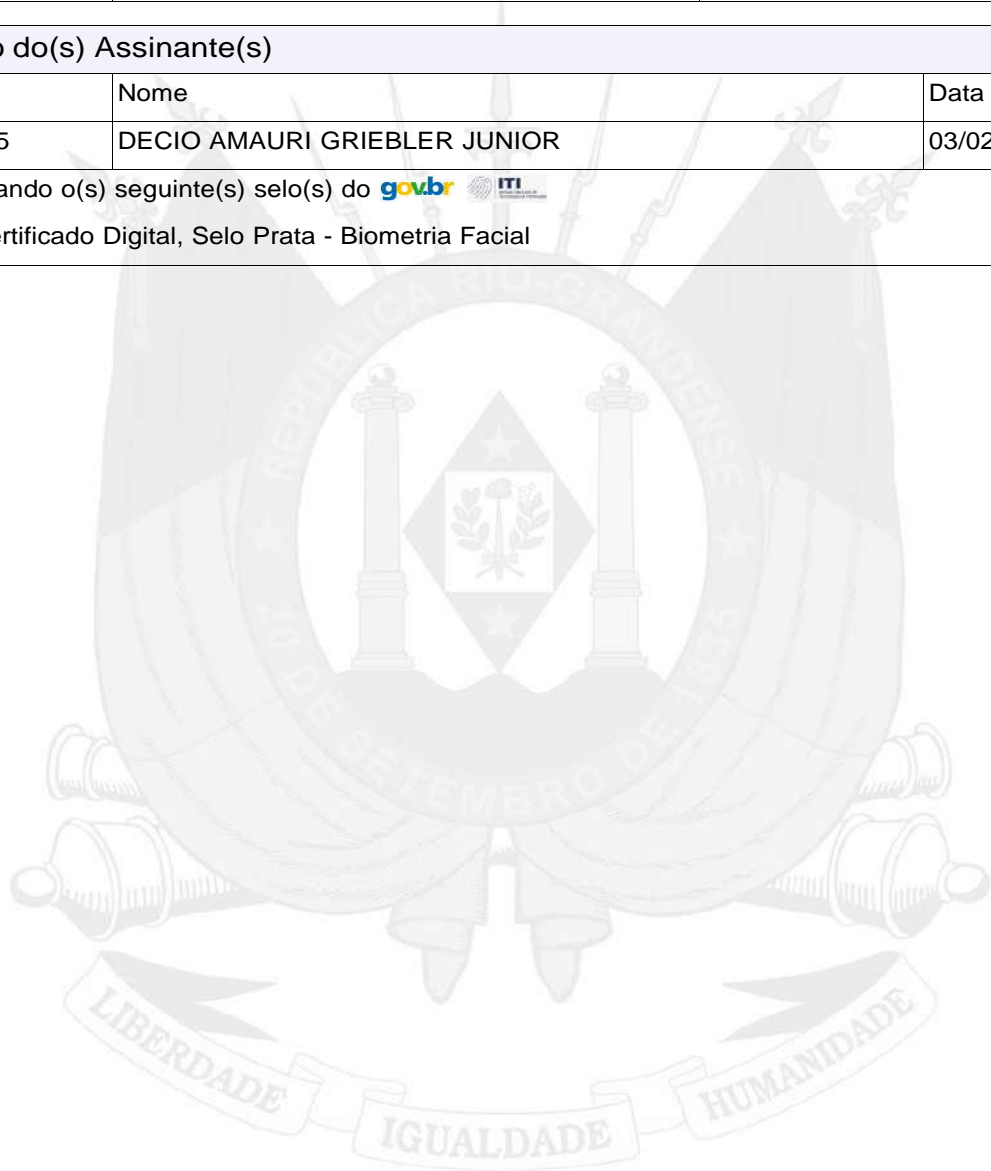 o do(s) Assinante(s)
Nome Data
5 DECIO AMAURI GRIEBLER JUNIOR 03/02
ando o(s) seguinte(s) selo(s) do gov.br ITI
ertificado Digital, Selo Prata - Biometria Facial
REPUBLICA RIO-GRANDENSE
20 DE SETEMBRO DE 1835
LIBERDADE IGUALDADE HUMANIDADE